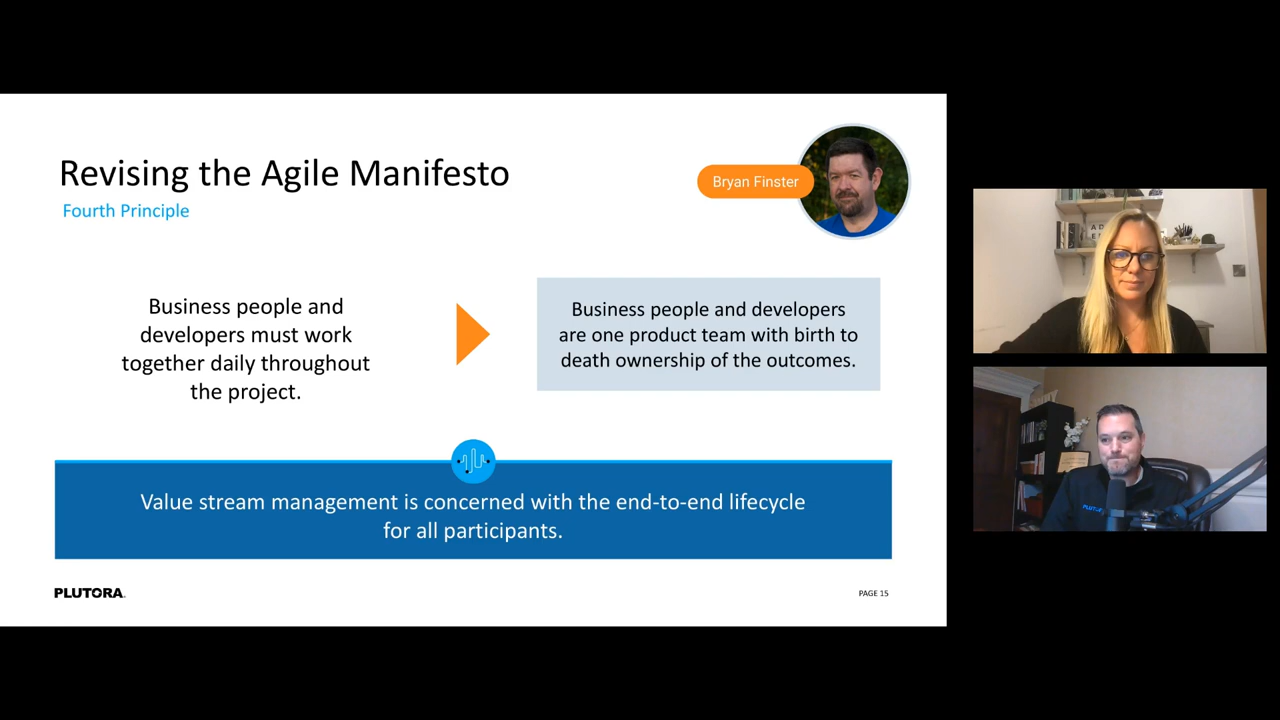 Revising the Agile Manifesto
Fourth Principle
Bryan Finster
Business people and
developers must work
together daily throughout
the project.
Business people and developers
are one product team with birth to
death ownership of the outcomes.
Value stream management is concerned with the end-to-end lifecycle
for all participants.
PLUTORA
PAGE 15